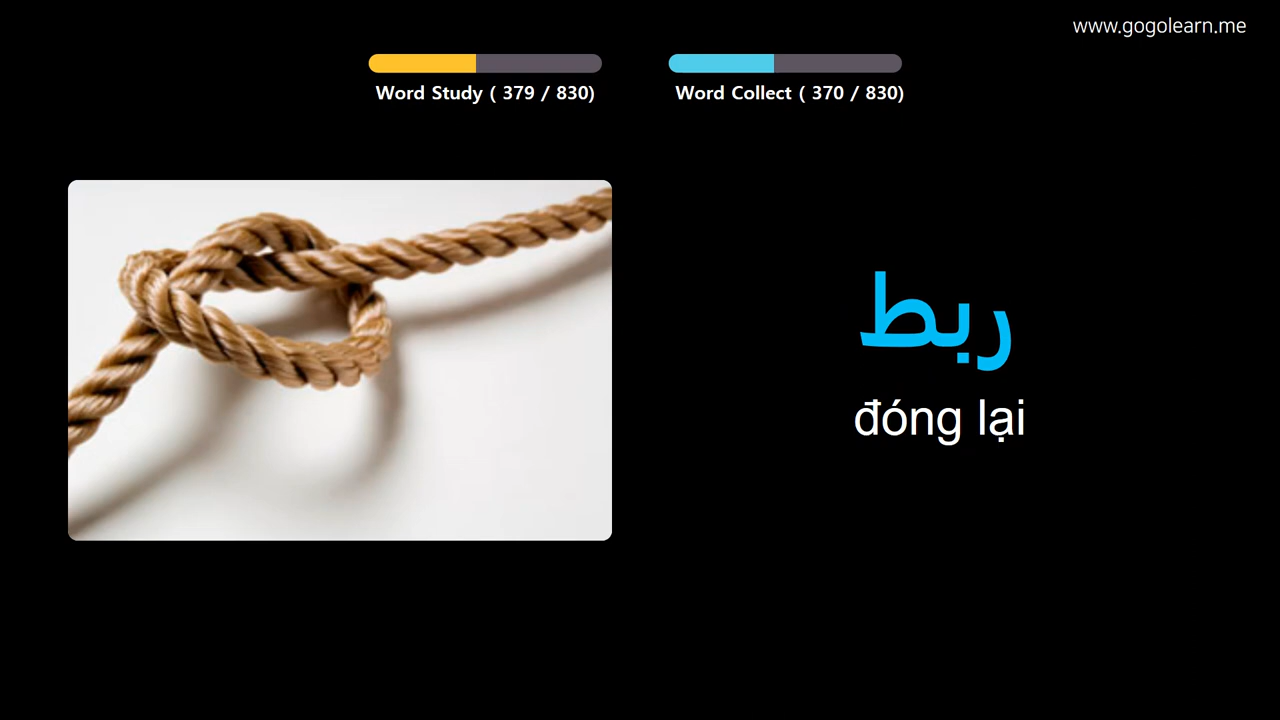 www.gogolearn.me
Word Study ( 379 / 830)
Word Collect ( 370 / 830)
ربط
đóng lại